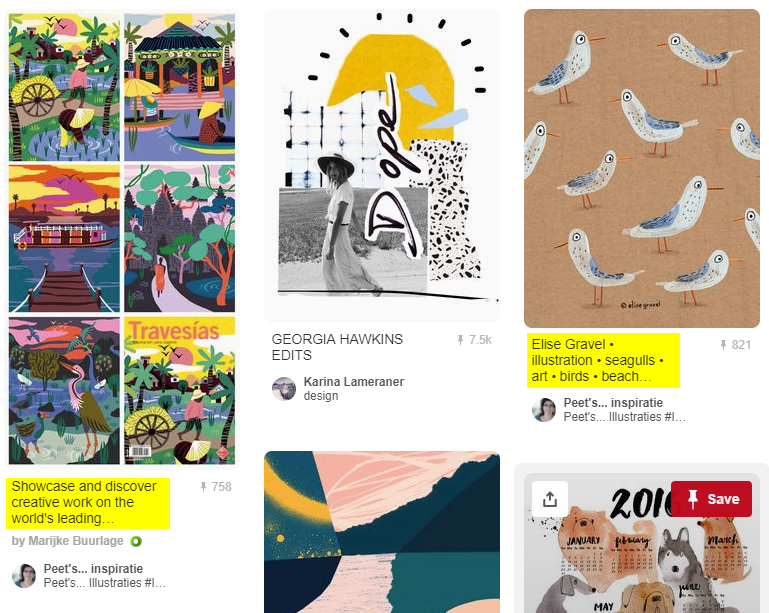 Travesías
Dope
©elise gravel
GEORGIA HAWKINS
EDITS
7.5k
Karina Lameraner
design
Elise Gravel •
illustration • seagulls •
art • birds • beach…
821
Peet's... inspiratie
Peet's... Illustraties #I…
Showcase and discover
creative work on the
world's leading…
758
by Marijke Buurlage
Peet's... inspiratie
Peet's... Illustraties #I…
Save
JANUARY
february
March
MAY
june